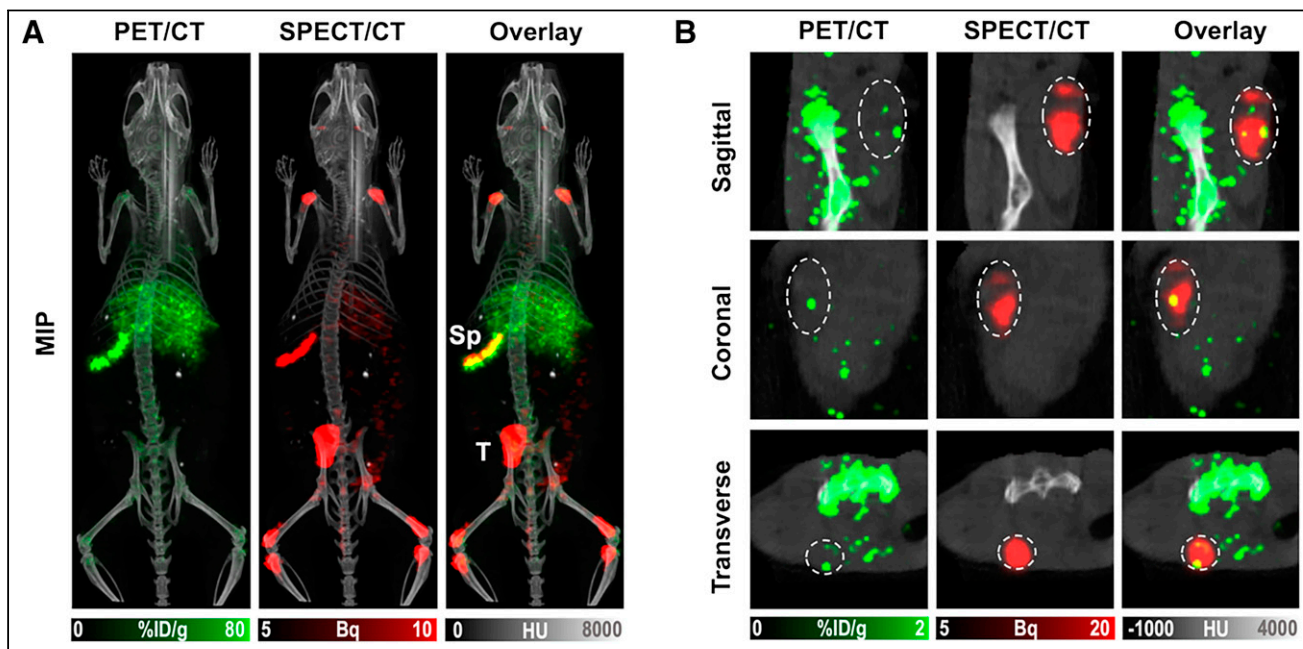 A
PET/CT SPECT/CT Overlay
MIP
Sp
T
0 %ID/g 80
5 Bq 10
0 HU 8000
B
PET/CT SPECT/CT Overlay
Sagittal
Coronal
Transverse
0 %ID/g 2
5 Bq 20
-1000 HU 4000